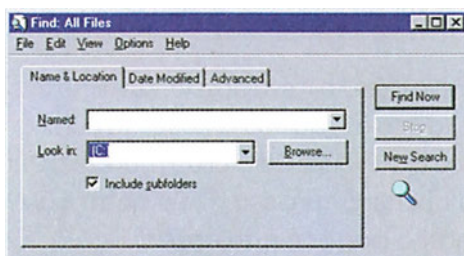 Find: All Files
File Edit View Options Help
Name & Location Date Modified Advanced
Find Now
Named:
Stop
Look in: (C:)
Browse...
New Search
Include subfolders